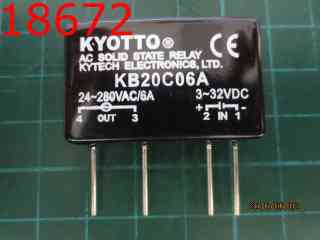 18672
KYOTTO® CE
AC SOLID STATE RELAY
KYTECH ELECTRONICS, LTD.
KB20C06A
24~280VAC/6A 3~32VDC
4 OUT 3 + 2 IN 1 -